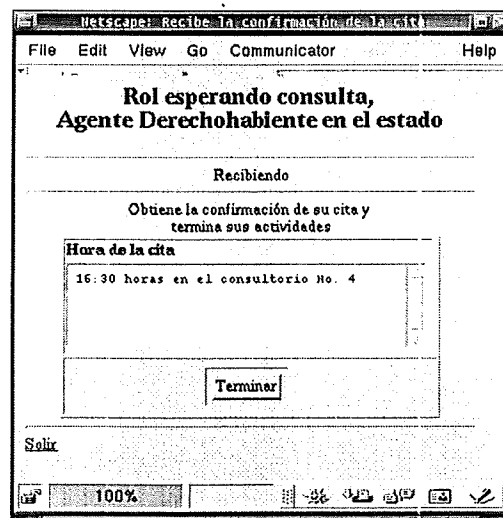 Netscape: Recibe la confirmación de la cita
File Edit View Go Communicator Help
Rol esperando consulta,
Agente Derechohabiente en el estado
Recibiendo
Obtiene la confirmación de su cita y
termina sus actividades
Hora de la cita
16:30 horas en el consultorio No. 4
Terminar
Salir
100%